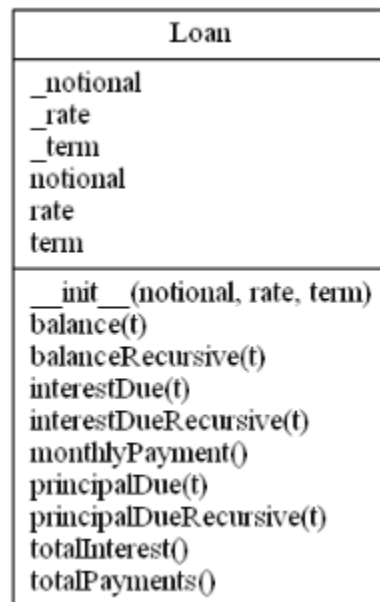 Loan
_notional
_rate
_term
notional
rate
term
__init__(notional, rate, term)
balance(t)
balanceRecursive(t)
interestDue(t)
interestDueRecursive(t)
monthlyPayment()
principalDue(t)
principalDueRecursive(t)
totalInterest()
totalPayments()